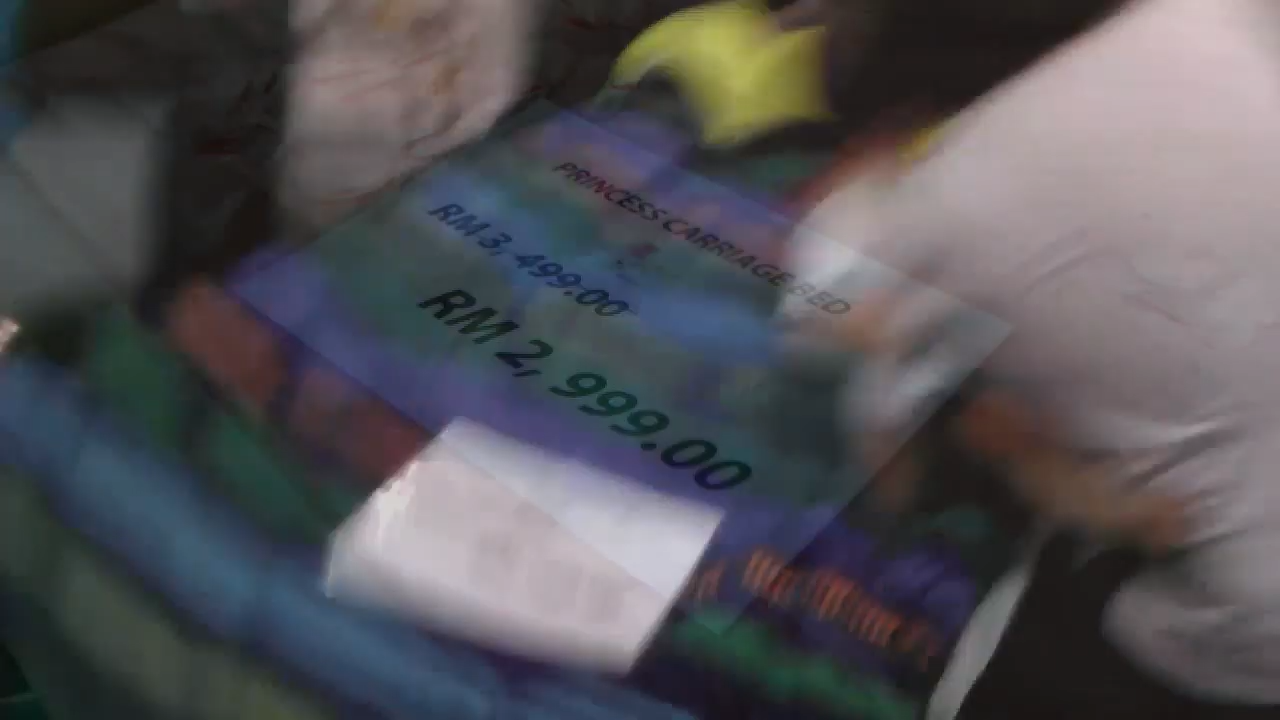 PRINCESS CARRIAGE BED
RM 3, 499.00
RM 2, 999.00